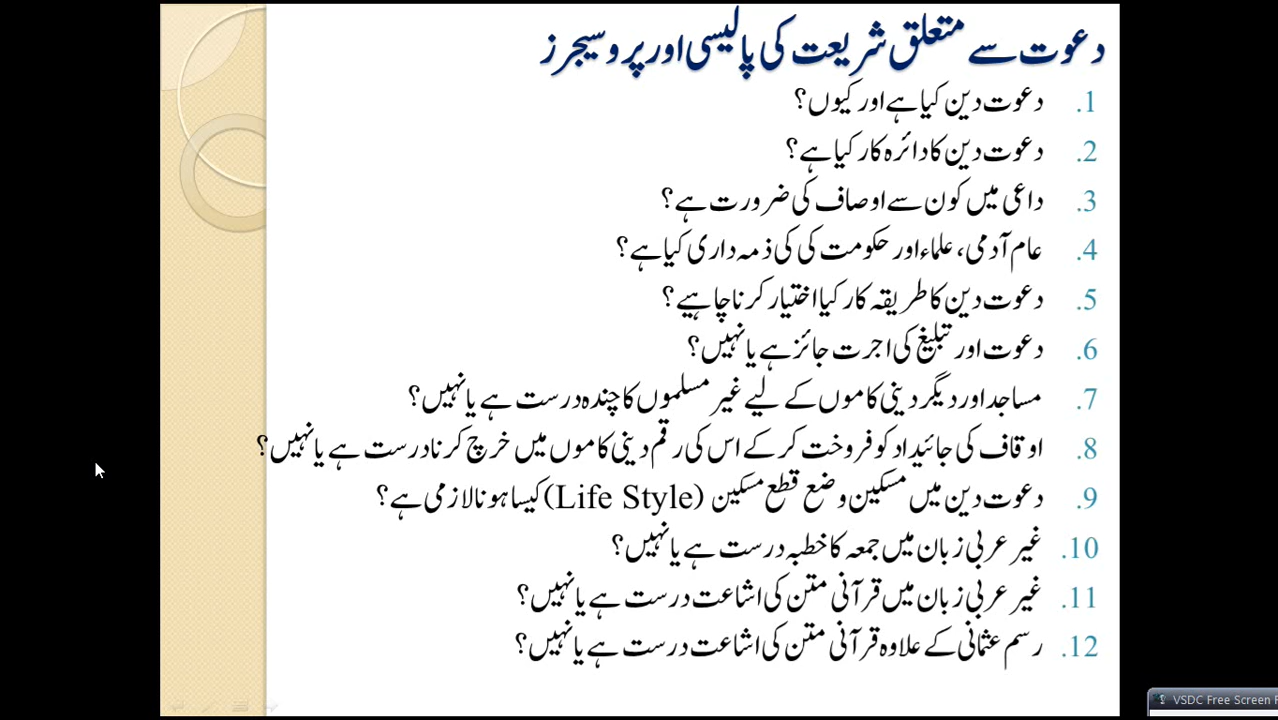 دعوت سے متعلق شریعت کی پالیسی اور پروسیجرز
1. دعوت دین کیا ہے اور کیوں؟
2. دعوت دین کا دائرہ کار کیا ہے؟
3. داعی میں کون سے اوصاف کی ضرورت ہے؟
4. عام آدمی، علماء اور حکومت کی کی ذمہ داری کیا ہے؟
5. دعوت دین کا طریقہ کار کیا اختیار کرنا چاہیے؟
6. دعوت اور تبلیغ کی اجرت جائز ہے یا نہیں؟
7. مساجد اور دیگر دینی کاموں کے لیے غیر مسلموں کا چندہ درست ہے یا نہیں؟
8. اوقاف کی جائیداد کو فروخت کر کے اس کی رقم دینی کاموں میں خرچ کرنا درست ہے یا نہیں؟
9. دعوت دین میں مسکین وضع قطع مسکین (Life Style) کیسا ہونا لازمی ہے؟
10. غیر عربی زبان میں جمعہ کا خطبہ درست ہے یا نہیں؟
11. غیر عربی زبان میں قرآنی متن کی اشاعت درست ہے یا نہیں؟
12. رسم عثمانی کے علاوہ قرآنی متن کی اشاعت درست ہے یا نہیں؟
VSDC Free Screen